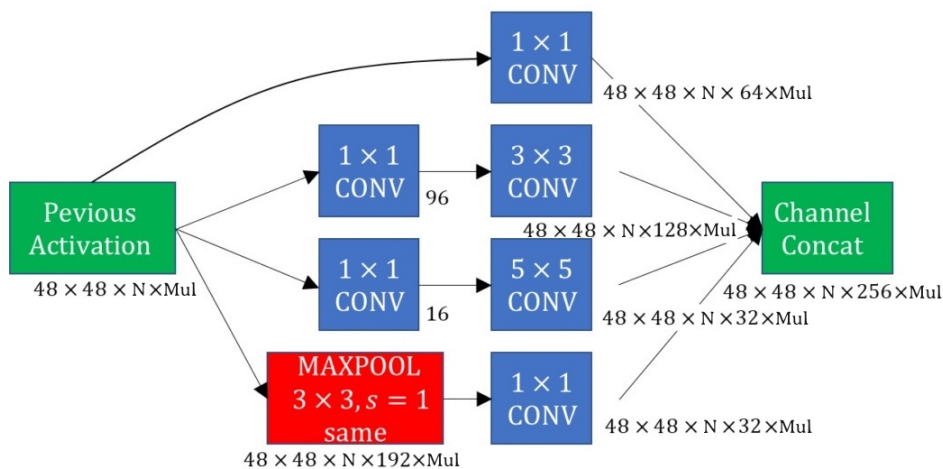 1 × 1
CONV
48 × 48 × N × 64×Mul
1 × 1
CONV
96
3 × 3
CONV
48 × 48 × N×128×Mul
Pevious
Activation
48 × 48 × N×Mul
Channel
Concat
48 × 48 × N×256×Mul
1 × 1
CONV
16
5 × 5
CONV
48 × 48 × N×32×Mul
MAXPOOL
3 × 3, s = 1
same
48 × 48 × N×192×Mul
1 × 1
CONV
48 × 48 × N×32×Mul